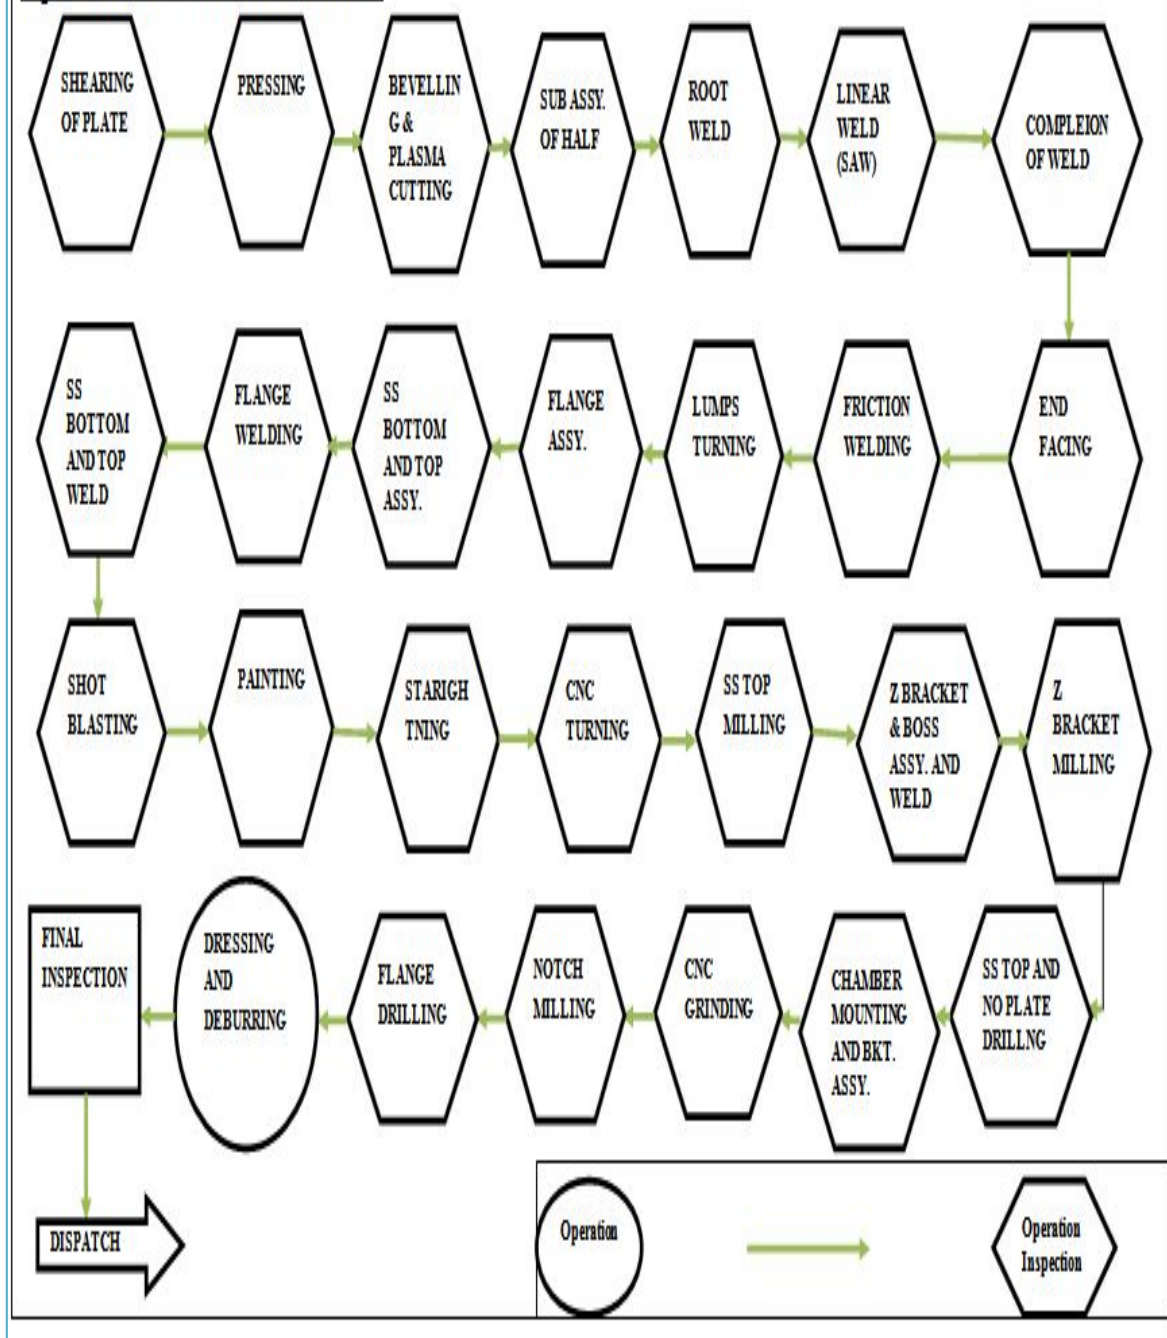 SHEARING
OF PLATE
PRESSING
BEVELLIN
G &
PLASMA
CUTTING
SUB ASSY.
OF HALF
ROOT
WELD
LINEAR
WELD
(SAW)
COMPLEION
OF WELD
END
FACING
FRICTION
WELDING
LUMPS
TURNING
FLANGE
ASSY.
SS
BOTTOM
AND TOP
ASSY.
FLANGE
WELDING
SS
BOTTOM
AND TOP
WELD
SHOT
BLASTING
PAINTING
STARIGH
TNING
CNC
TURNING
SS TOP
MILLING
Z BRACKET
& BOSS
ASSY. AND
WELD
Z
BRACKET
MILLING
SS TOP AND
NO PLATE
DRILLNG
CHAMBER
MOUNTING
AND BKT.
ASSY.
CNC
GRINDING
NOTCH
MILLING
FLANGE
DRILLING
DRESSING
AND
DEBURRING
FINAL
INSPECTION
DISPATCH
Operation
Operation
Inspection